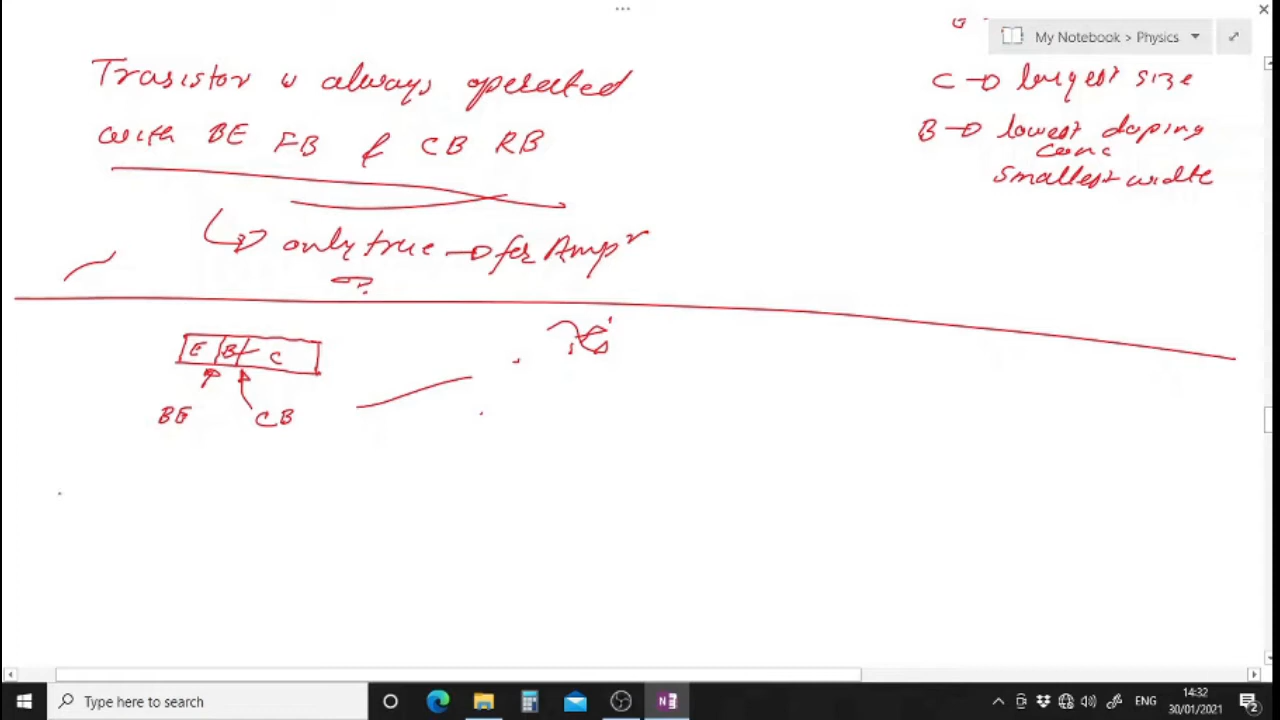 My Notebook > Physics
Trasistor is always operated
with BE FB & CB RB
only true → for Ampr
C → largest size
B → lowest doping
conc
smallest width
E B C
BE CB
Type here to search
ENG
14:32
30/01/2021
2